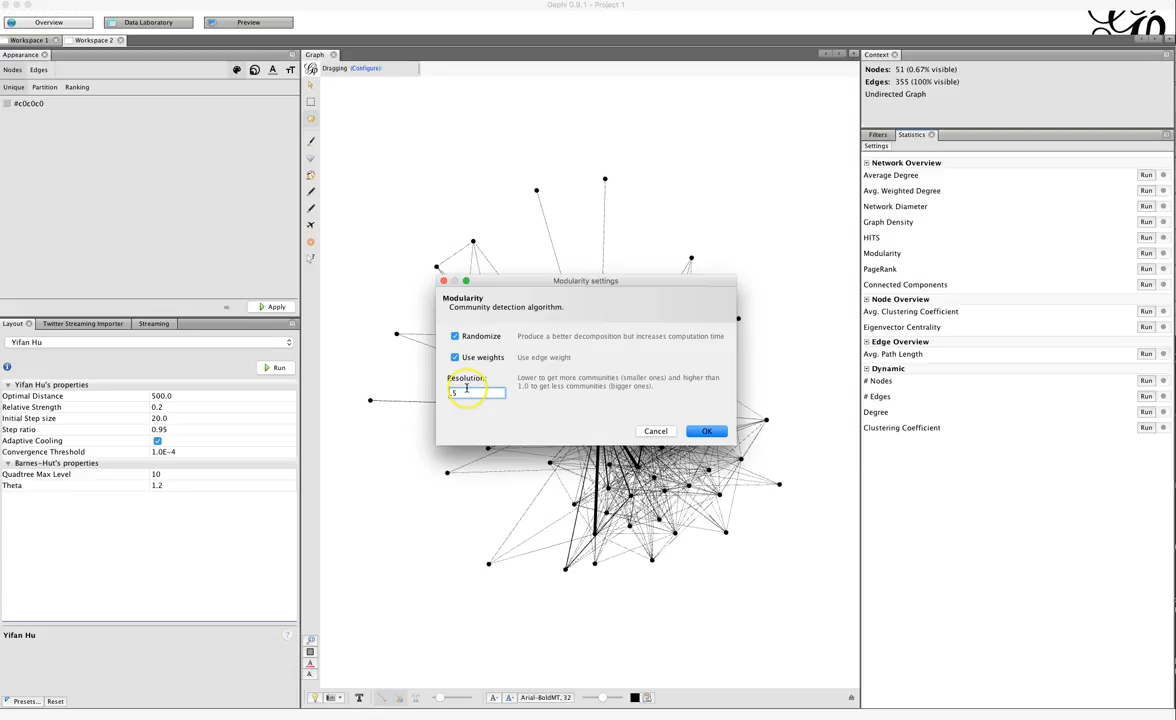 Gephi 0.9.1 - Project 1
Overview
Data Laboratory
Preview
Workspace 1
Workspace 2
Appearance
Nodes Edges
Unique Partition Ranking
#c0c0c0
Apply
Layout Twitter Streaming Importer Streaming
Yifan Hu
Run
Yifan Hu's properties
Optimal Distance 500.0
Relative Strength 0.2
Initial Step size 20.0
Step ratio 0.95
Adaptive Cooling
Convergence Threshold 1.0E-4
Barnes-Hut's properties
Quadtree Max Level 10
Theta 1.2
Yifan Hu
Presets... Reset
Graph
Dragging (Configure)
Modularity settings
Modularity
Community detection algorithm.
Randomize Produce a better decomposition but increases computation time
Use weights Use edge weight
Resolution: Lower to get more communities (smaller ones) and higher than
1.0 to get less communities (bigger ones).
.5
Cancel OK
Arial-BoldMT, 32
Context
Nodes: 51 (0.67% visible)
Edges: 355 (100% visible)
Undirected Graph
Filters Statistics
Settings
Network Overview
Average Degree Run
Avg. Weighted Degree Run
Network Diameter Run
Graph Density Run
HITS Run
Modularity Run
PageRank Run
Connected Components Run
Node Overview
Avg. Clustering Coefficient Run
Eigenvector Centrality Run
Edge Overview
Avg. Path Length Run
Dynamic
# Nodes Run
# Edges Run
Degree Run
Clustering Coefficient Run